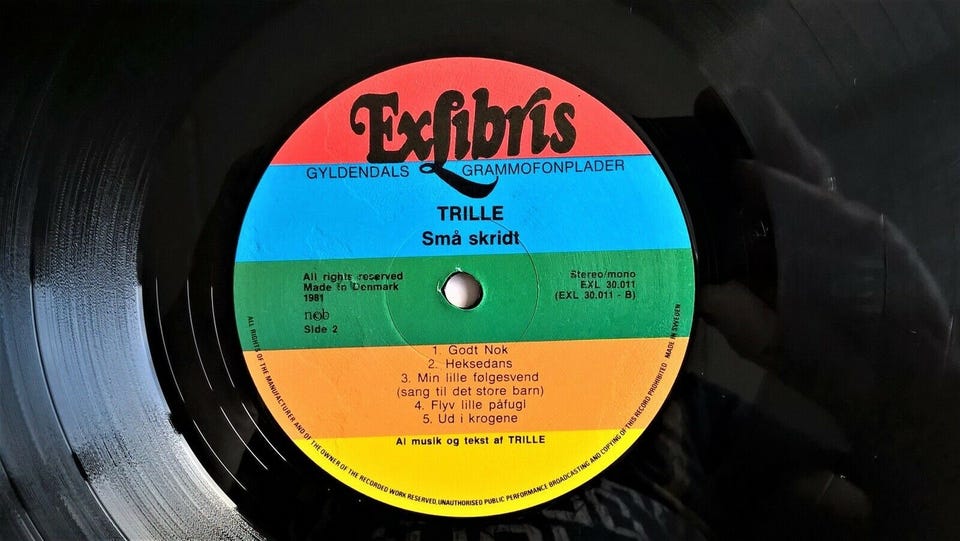 ExLibris
GYLDENDALS GRAMMOFONPLADER
TRILLE
Små skridt
All rights reserved
Made in Denmark
1981
n©b
Side 2
Stereo/mono
EXL 30.011
(EXL 30.011 - B)
1. Godt Nok
2. Heksedans
3. Min lille følgesvend
(sang til det store barn)
4. Flyv lille påfugl
5. Ud i krogene
Al musik og tekst af TRILLE
ALL RIGHTS OF THE MANUFACTURER AND OF THE OWNER OF THE RECORDED WORK RESERVED, UNAUTHORISED PUBLIC PERFORMANCE BROADCASTING AND COPYING OF THIS RECORD PROHIBITED MADE IN SWEDEN